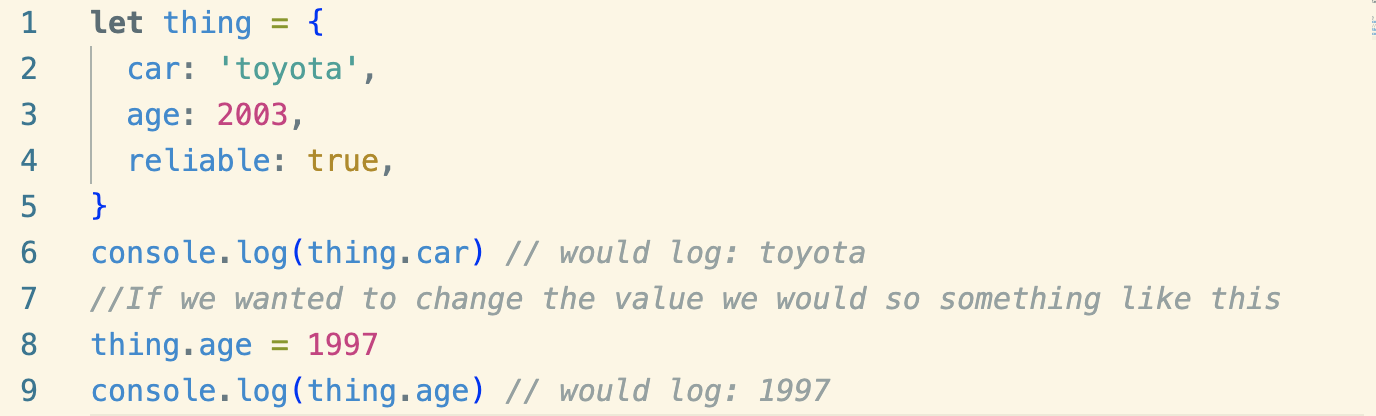 1 let thing = {
2 car: 'toyota',
3 age: 2003,
4 reliable: true,
5 }
6 console.log(thing.car) // would log: toyota
7 //If we wanted to change the value we would so something like this
8 thing.age = 1997
9 console.log(thing.age) // would log: 1997